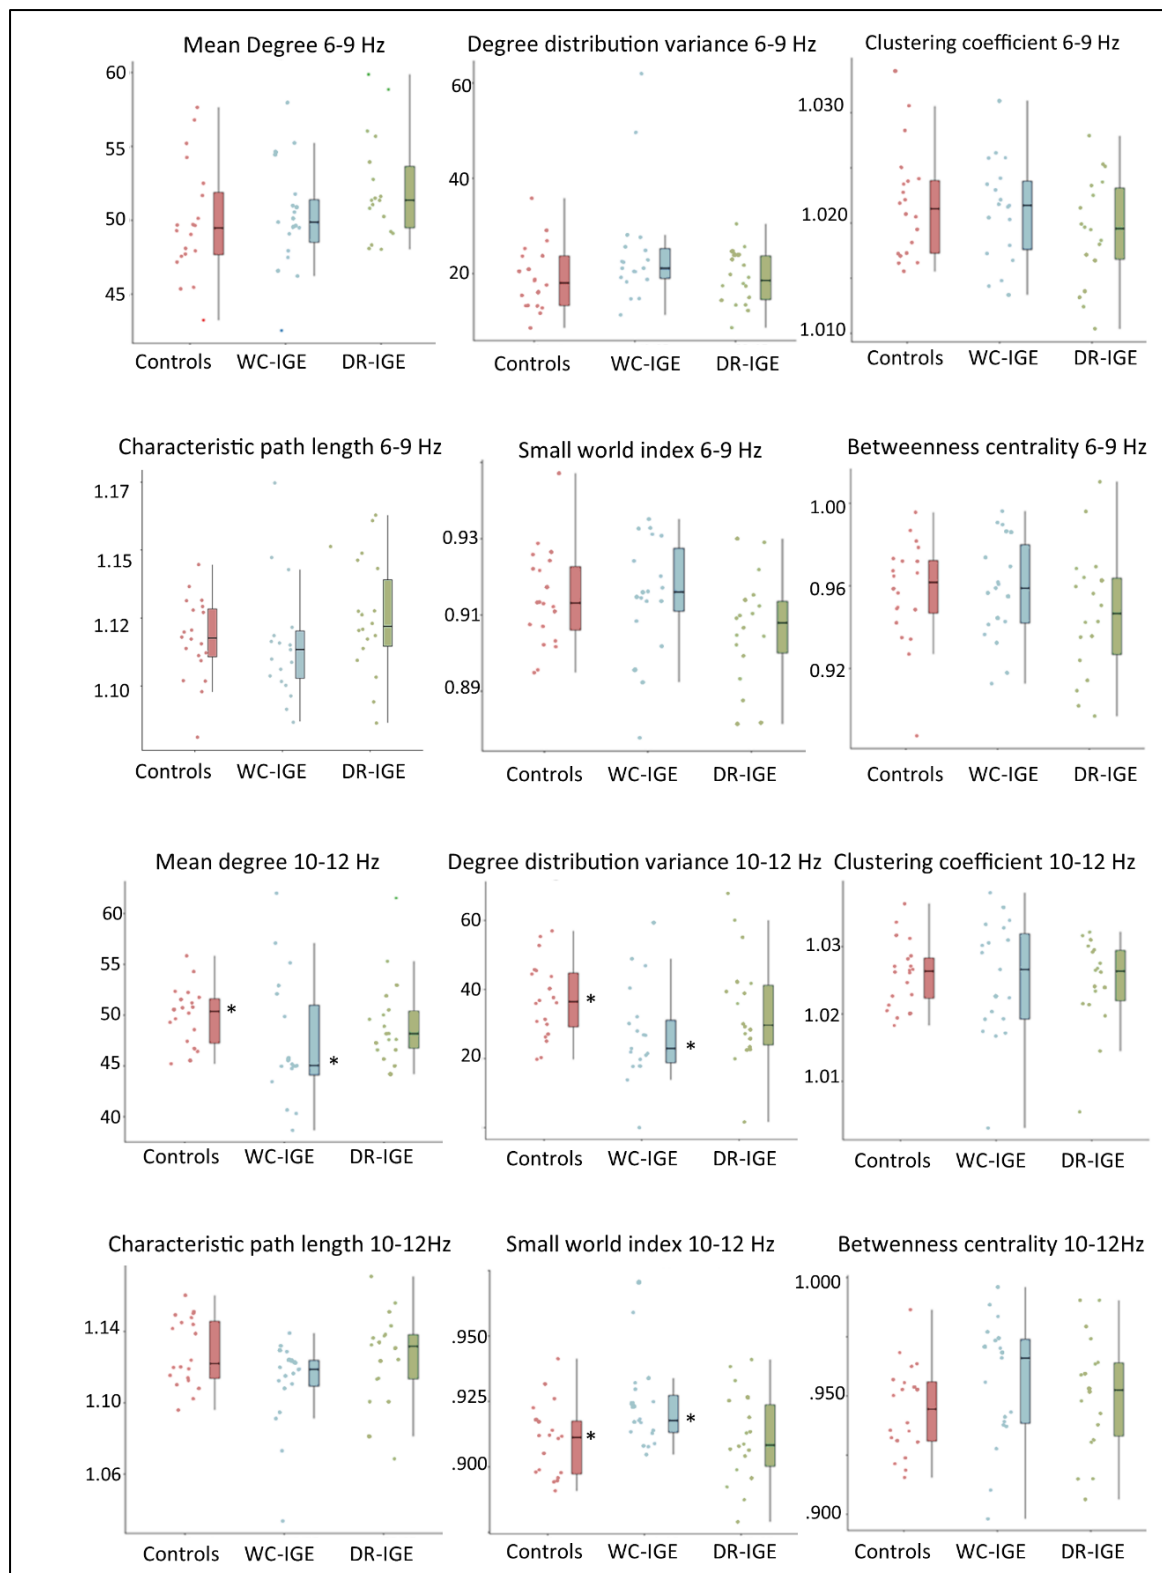 Mean Degree 6-9 Hz
Degree distribution variance 6-9 Hz
Clustering coefficient 6-9 Hz
60
55
50
45
Controls WC-IGE DR-IGE
60
40
20
Controls WC-IGE DR-IGE
1.030
1.020
1.010
Controls WC-IGE DR-IGE
Characteristic path length 6-9 Hz
Small world index 6-9 Hz
Betweenness centrality 6-9 Hz
1.17
1.15
1.12
1.10
Controls WC-IGE DR-IGE
0.93
0.91
0.89
Controls WC-IGE DR-IGE
1.00
0.96
0.92
Controls WC-IGE DR-IGE
Mean degree 10-12 Hz
Degree distribution variance 10-12 Hz
Clustering coefficient 10-12 Hz
60
55
50
45
40
* *
Controls WC-IGE DR-IGE
60
40
20
* *
Controls WC-IGE DR-IGE
1.03
1.02
1.01
Controls WC-IGE DR-IGE
Characteristic path length 10-12Hz
Small world index 10-12 Hz
Betwenness centrality 10-12Hz
1.14
1.10
1.06
Controls WC-IGE DR-IGE
.950
.925
.900
* *
Controls WC-IGE DR-IGE
1.000
.950
.900
Controls WC-IGE DR-IGE